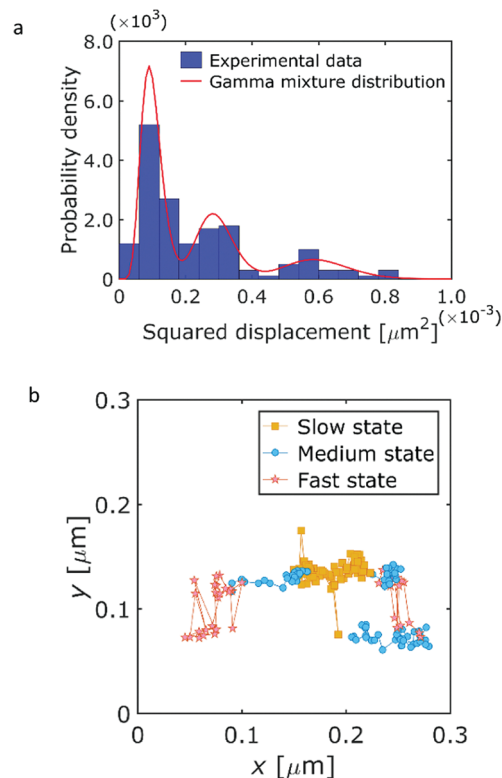 a
(×10³)
8.0
6.0
4.0
2.0
0
Probability density
Experimental data
Gamma mixture distribution
0 0.2 0.4 0.6 0.8 1.0
(×10⁻³)
Squared displacement [μm²]
b
0.3
0.2
0.1
0
y [μm]
Slow state
Medium state
Fast state
0 0.1 0.2 0.3
x [μm]